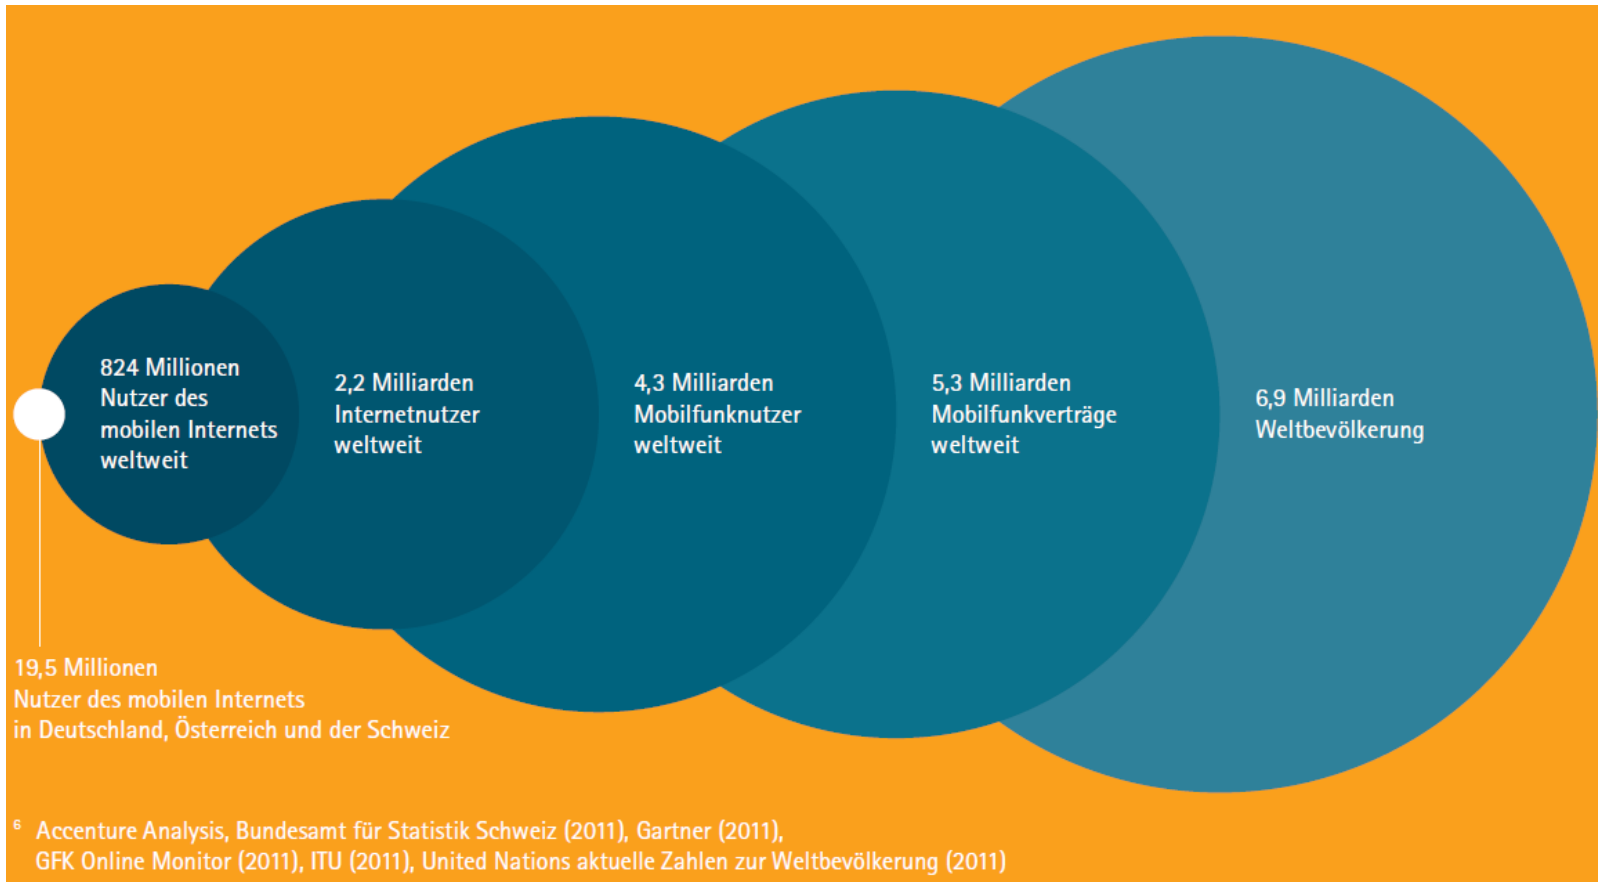 824 Millionen
Nutzer des
mobilen Internets
weltweit
2,2 Milliarden
Internetnutzer
weltweit
4,3 Milliarden
Mobilfunknutzer
weltweit
5,3 Milliarden
Mobilfunkverträge
weltweit
6,9 Milliarden
Weltbevölkerung
19,5 Millionen
Nutzer des mobilen Internets
in Deutschland, Österreich und der Schweiz
6 Accenture Analysis, Bundesamt für Statistik Schweiz (2011), Gartner (2011),
GFK Online Monitor (2011), ITU (2011), United Nations aktuelle Zahlen zur Weltbevölkerung (2011)